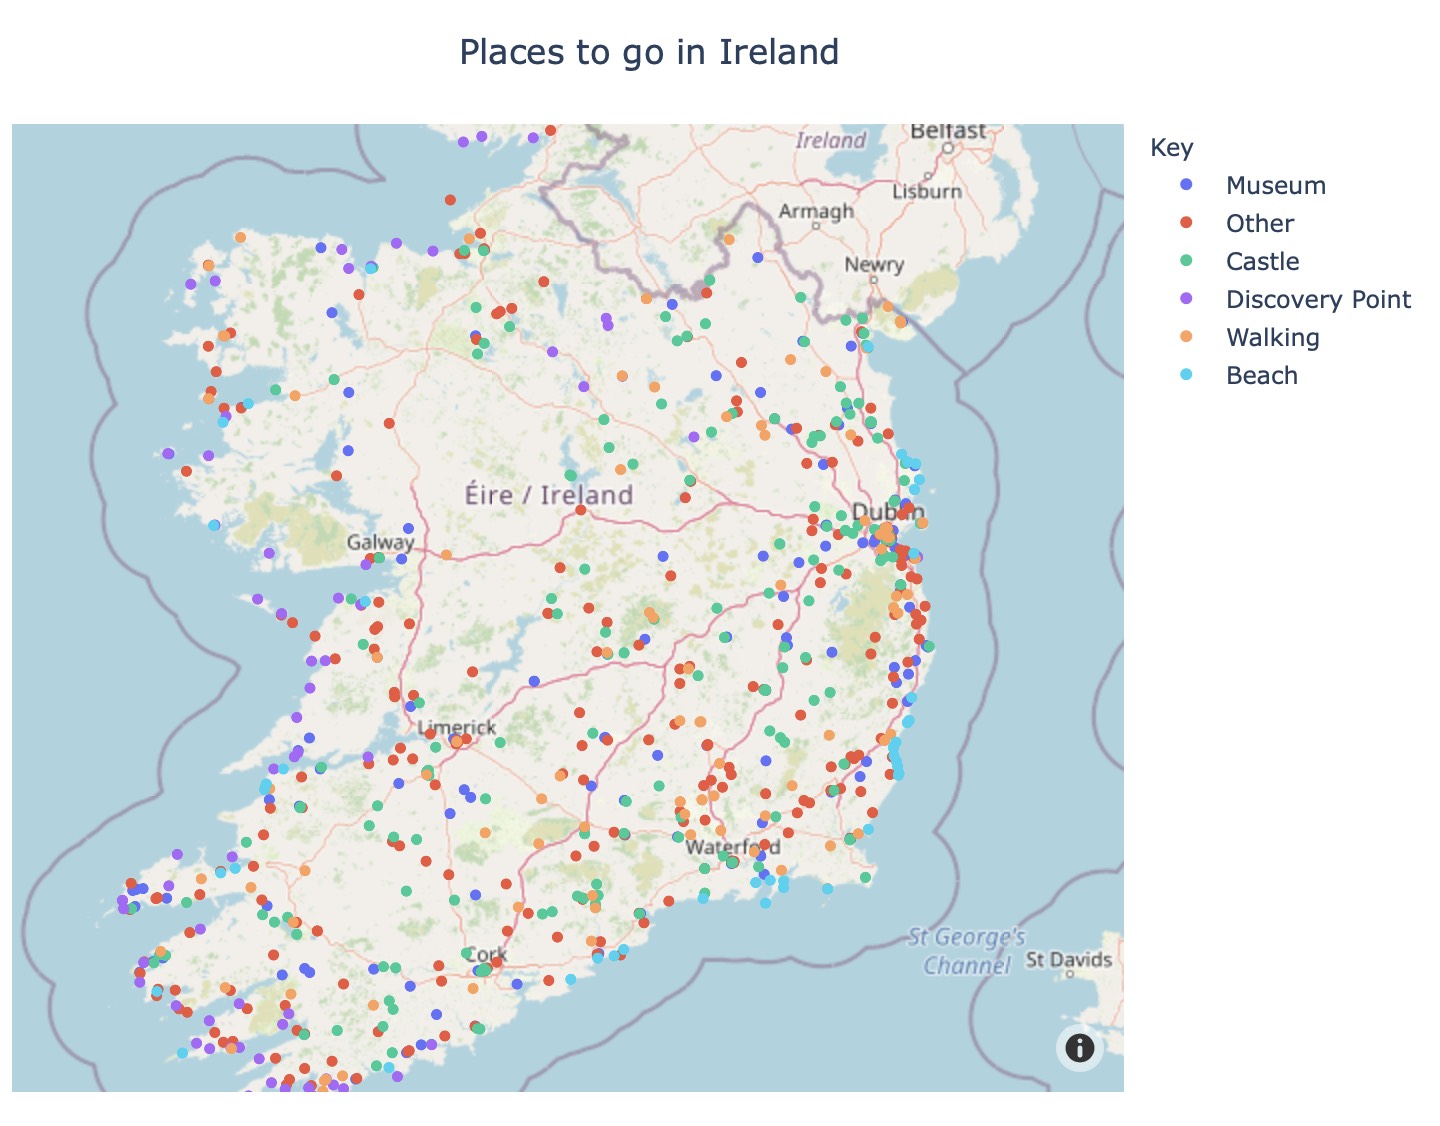 Places to go in Ireland
Key
Museum
Other
Castle
Discovery Point
Walking
Beach
Ireland
Belfast
Lisburn
Armagh
Newry
Éire / Ireland
Dublin
Galway
Limerick
Waterford
Cork
St George's
Channel
St Davids